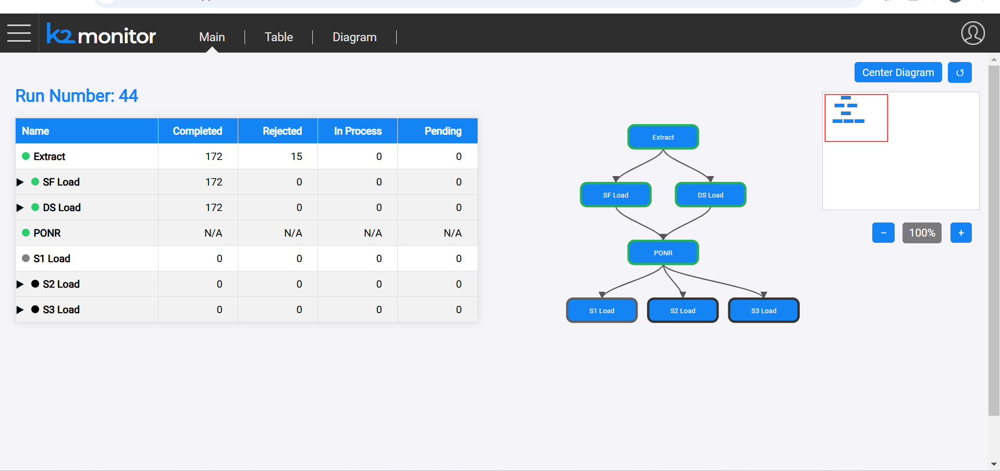 k2 monitor
Main
Table
Diagram
Center Diagram
↺
Run Number: 44
Name Completed Rejected In Process Pending
Extract 172 15 0 0
SF Load 172 0 0 0
DS Load 172 0 0 0
PONR N/A N/A N/A N/A
S1 Load 0 0 0 0
S2 Load 0 0 0 0
S3 Load 0 0 0 0
Extract
SF Load
DS Load
PONR
S1 Load
S2 Load
S3 Load
− 100% +